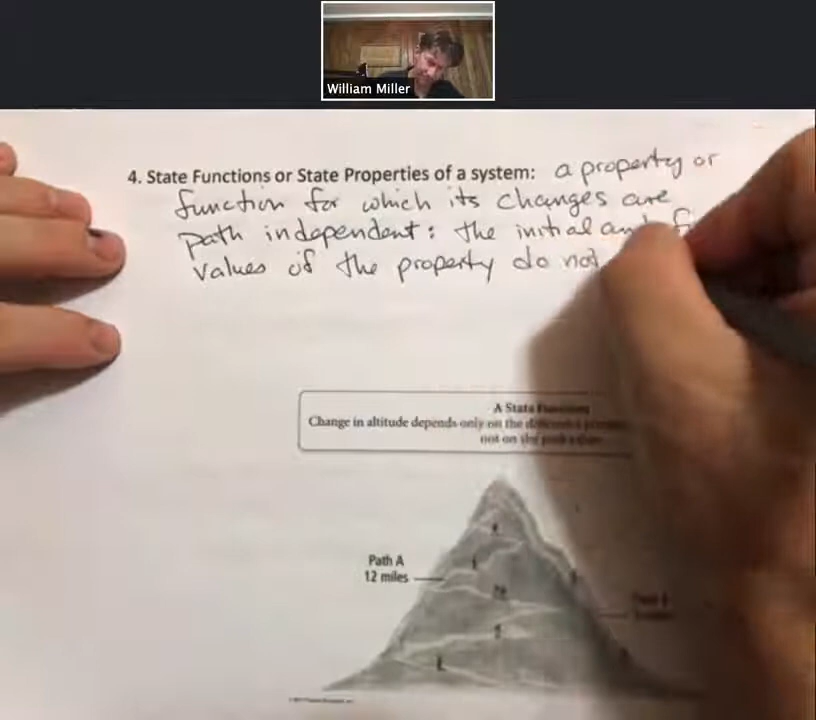 William Miller
4. State Functions or State Properties of a system: a property or
function for which its changes are
path independent: the initial and
values of the property do not
A State
Change in altitude depends only on the
not on the
Path A
12 miles